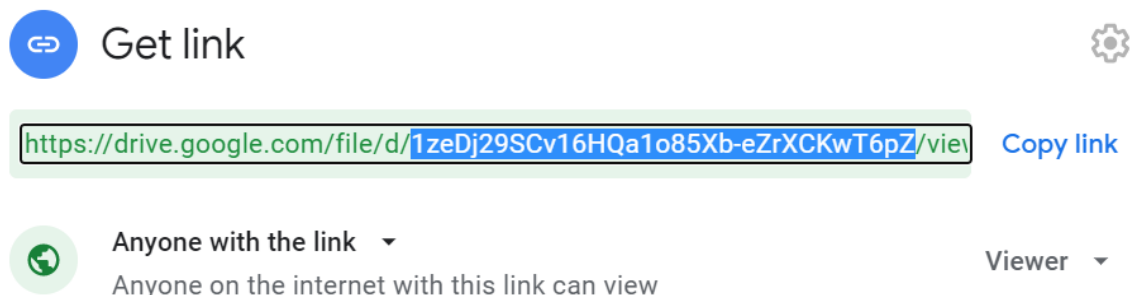 Get link
https://drive.google.com/file/d/1zeDj29SCv16HQa1o85Xb-eZrXCKwT6pZ/view
Copy link
Anyone with the link
Viewer
Anyone on the internet with this link can view